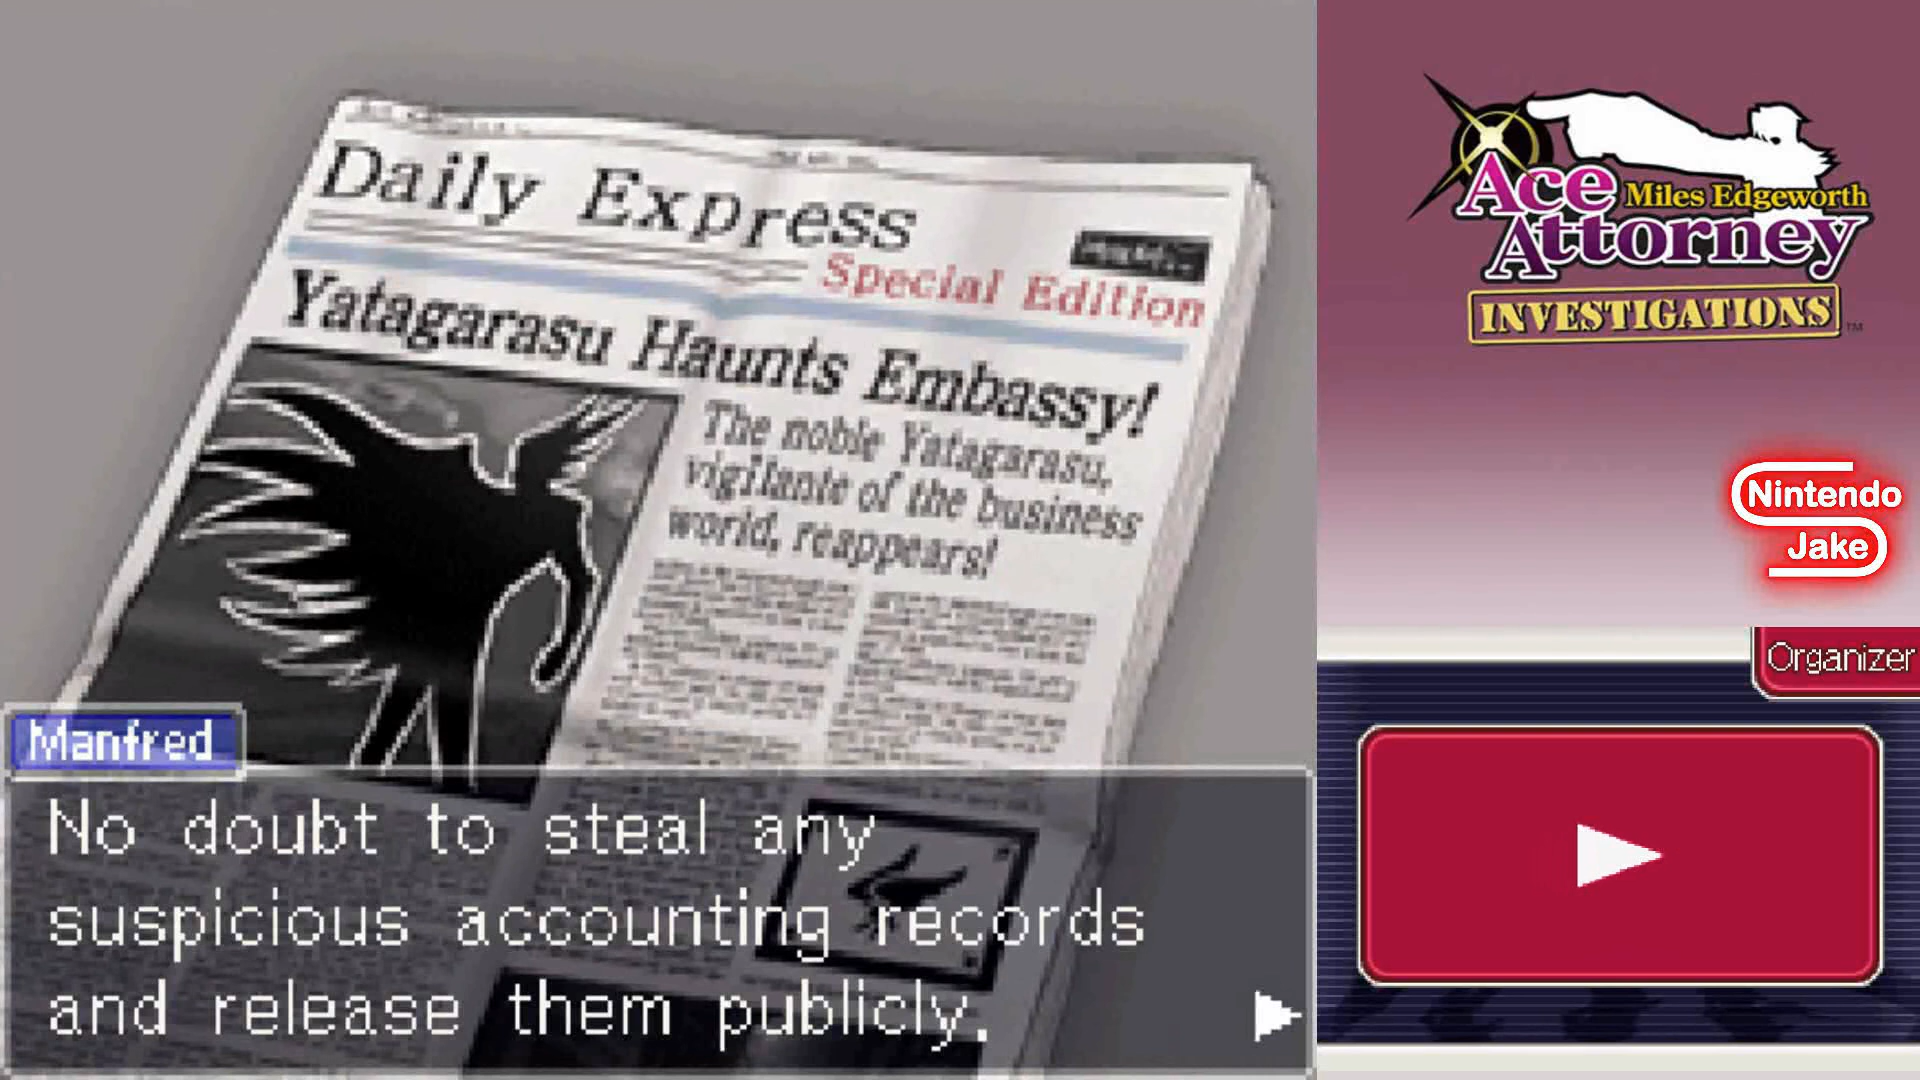 Daily Express
Special Edition
Yatagarasu Haunts Embassy!
The noble Yatagarasu,
vigilante of the business
world, reappears!
Manfred
No doubt to steal any
suspicious accounting records
and release them publicly.
Ace
Miles Edgeworth
Attorney
INVESTIGATIONS
TM
Nintendo
Jake
Organizer